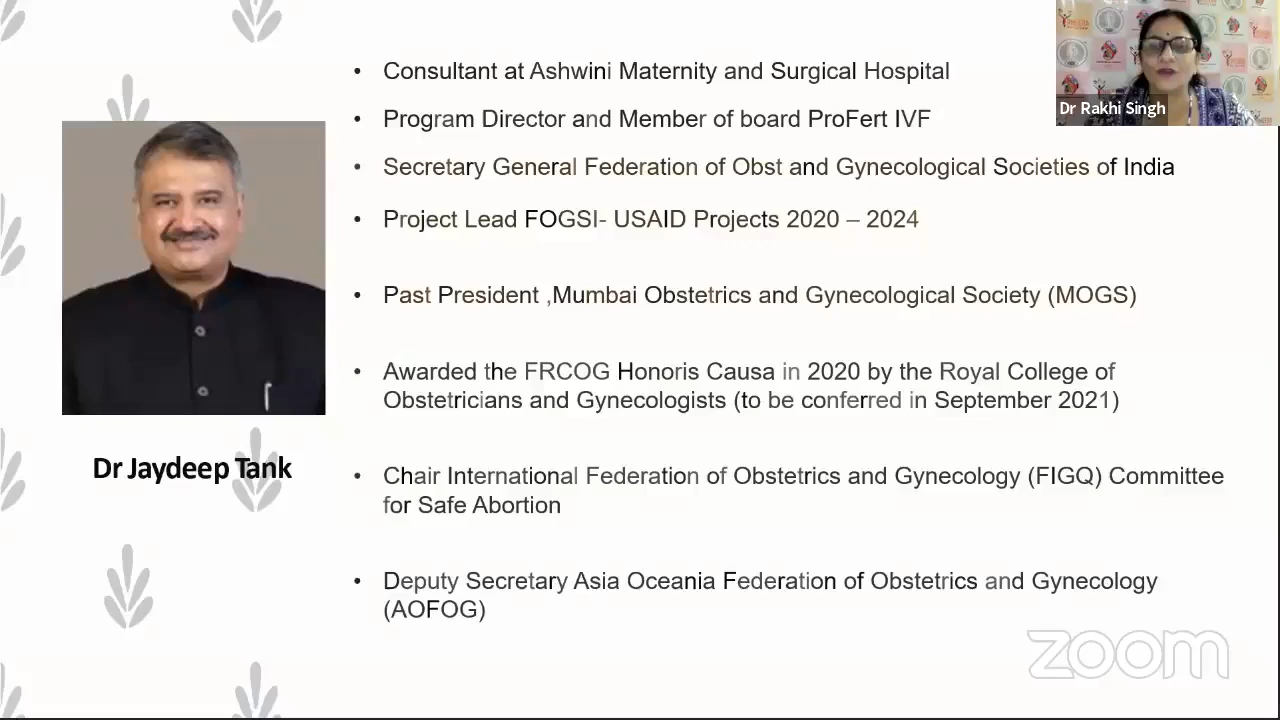 Consultant at Ashwini Maternity and Surgical Hospital
Program Director and Member of board ProFert IVF
Secretary General Federation of Obst and Gynecological Societies of India
Project Lead FOGSI- USAID Projects 2020 – 2024
Past President ,Mumbai Obstetrics and Gynecological Society (MOGS)
Awarded the FRCOG Honoris Causa in 2020 by the Royal College of
Obstetricians and Gynecologists (to be conferred in September 2021)
Chair International Federation of Obstetrics and Gynecology (FIGQ) Committee
for Safe Abortion
Deputy Secretary Asia Oceania Federation of Obstetrics and Gynecology
(AOFOG)
Dr Jaydeep Tank
Dr Rakhi Singh
zoom